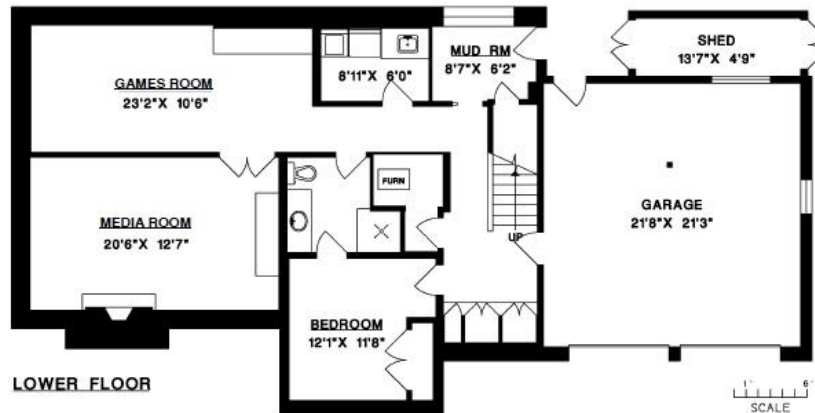 GAMES ROOM
23'2"X 10'6"
8'11"X 6'0"
MUD RM
8'7"X 6'2"
SHED
13'7"X 4'9"
MEDIA ROOM
20'6"X 12'7"
FURN
UP
GARAGE
21'8"X 21'3"
BEDROOM
12'1"X 11'8"
LOWER FLOOR
1' 6'
SCALE